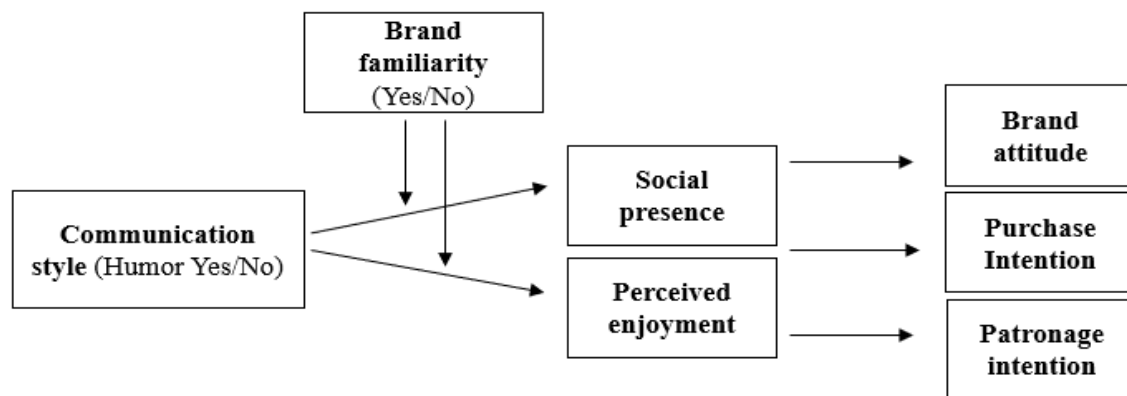 Brand
familiarity
(Yes/No)
Communication
style (Humor Yes/No)
Social
presence
Perceived
enjoyment
Brand
attitude
Purchase
Intention
Patronage
intention